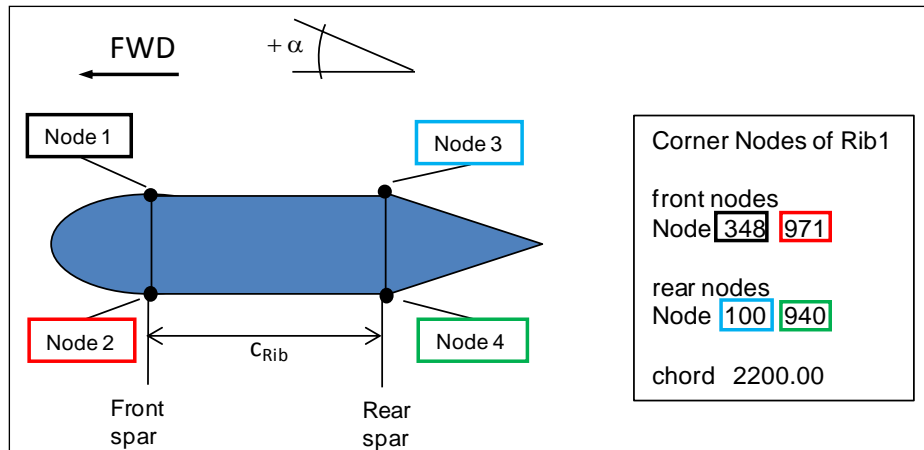 FWD
+ α
Node 1
Node 3
Node 2
Node 4
cRib
Front
spar
Rear
spar
Corner Nodes of Rib1
front nodes
Node 348 971
rear nodes
Node 100 940
chord 2200.00